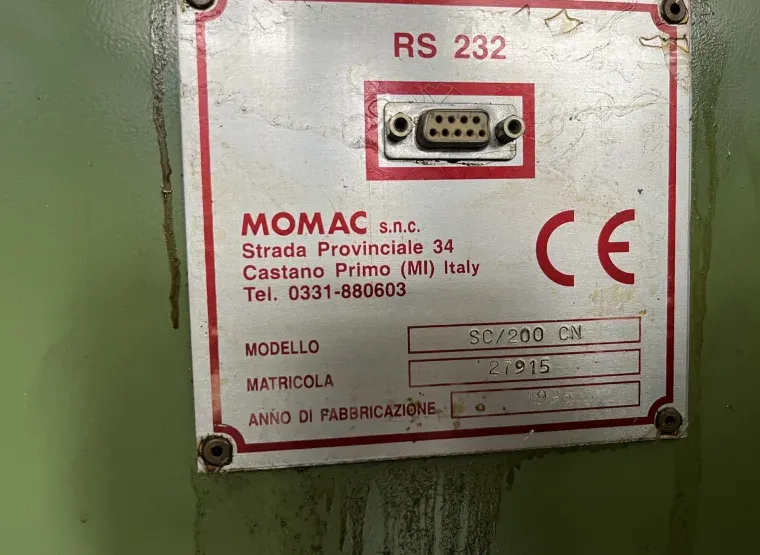 RS 232
MOMAC s.n.c.
Strada Provinciale 34
Castano Primo (MI) Italy
Tel. 0331-880603
CE
MODELLO SC/200 CN
MATRICOLA 27915
ANNO DI FABBRICAZIONE